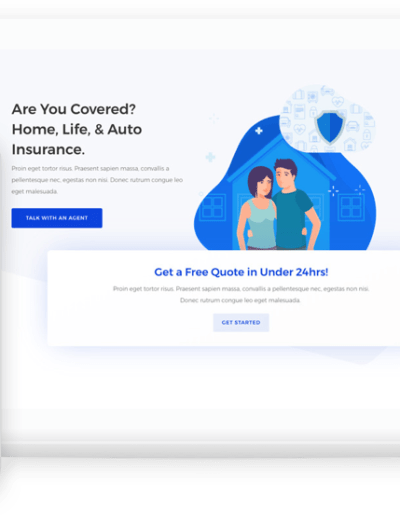 Are You Covered?
Home, Life, & Auto
Insurance.
Proin eget tortor risus. Praesent sapien massa, convallis a
pellentesque nec, egestas non nisi. Donec rutrum congue leo
eget malesuada.
TALK WITH AN AGENT
Get a Free Quote in Under 24hrs!
Proin eget tortor risus. Praesent sapien massa, convallis a pellentesque nec, egestas non nisi.
Donec rutrum congue leo eget malesuada.
GET STARTED